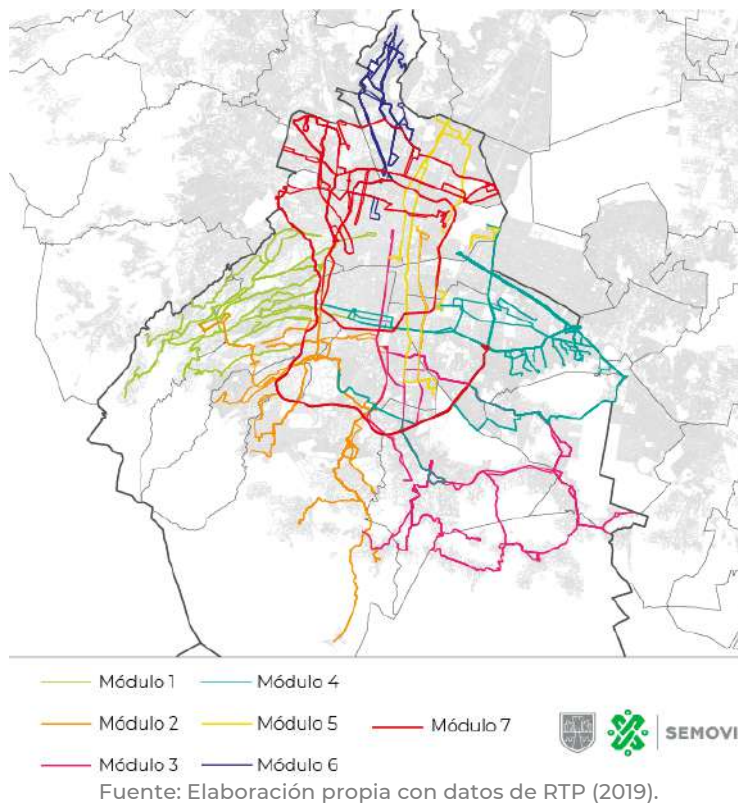 Módulo 1
Módulo 4
Módulo 2
Módulo 5
Módulo 7
Módulo 3
Módulo 6
SEMOVI
Fuente: Elaboración propia con datos de RTP (2019).